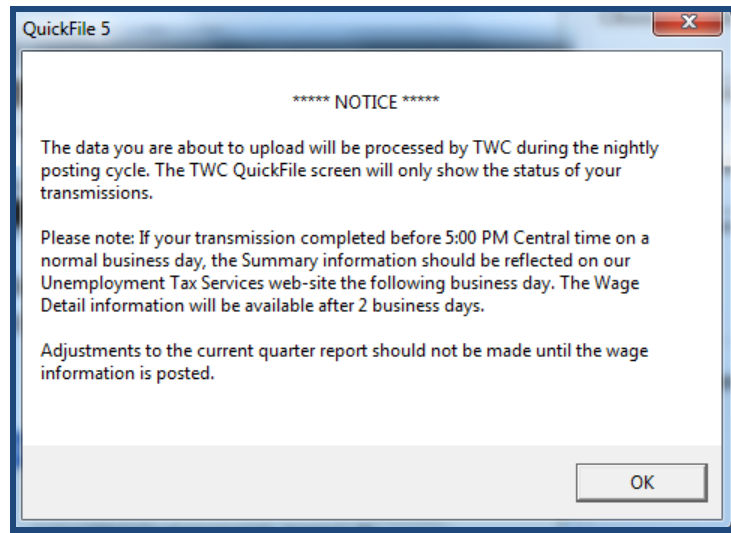 QuickFile 5
***** NOTICE *****
The data you are about to upload will be processed by TWC during the nightly
posting cycle. The TWC QuickFile screen will only show the status of your
transmissions.
Please note: If your transmission completed before 5:00 PM Central time on a
normal business day, the Summary information should be reflected on our
Unemployment Tax Services web-site the following business day. The Wage
Detail information will be available after 2 business days.
Adjustments to the current quarter report should not be made until the wage
information is posted.
OK